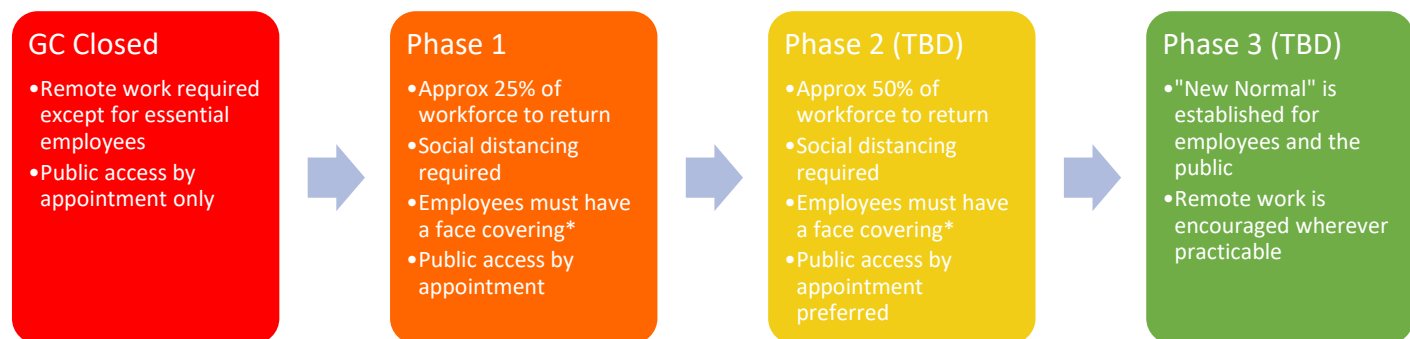 GC Closed
•Remote work required
except for essential
employees
•Public access by
appointment only
Phase 1
•Approx 25% of
workforce to return
•Social distancing
required
•Employees must have
a face covering*
•Public access by
appointment
Phase 2 (TBD)
•Approx 50% of
workforce to return
•Social distancing
required
•Employees must have
a face covering*
•Public access by
appointment
preferred
Phase 3 (TBD)
•"New Normal" is
established for
employees and the
public
•Remote work is
encouraged wherever
practicable